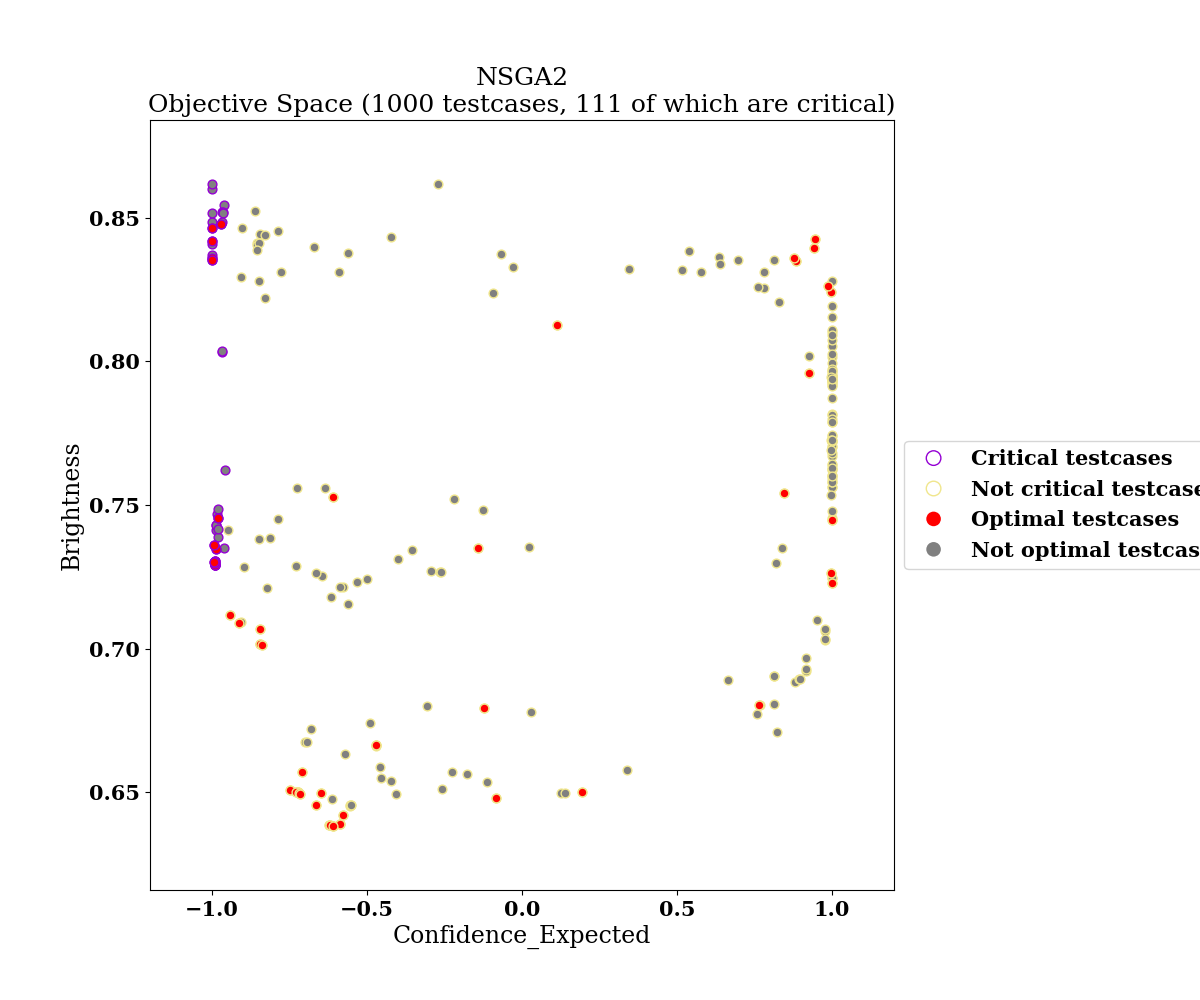 NSGA2
Objective Space (1000 testcases, 111 of which are critical)
0.85
0.80
0.75
0.70
0.65
Brightness
−1.0
−0.5
0.0
0.5
1.0
Confidence_Expected
Critical testcases
Not critical testcase
Optimal testcases
Not optimal testcas